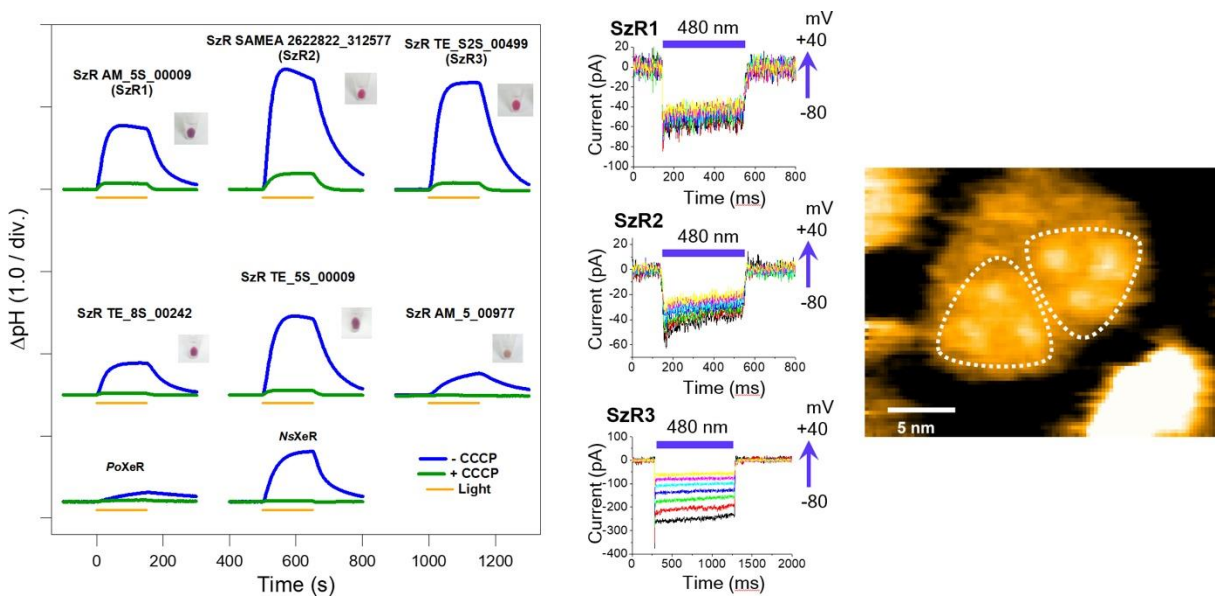 SzR SAMEA 2622822_312577
(SzR2)
SzR TE_S2S_00499
(SzR3)
SzR AM_5S_00009
(SzR1)
SzR TE_8S_00242
SzR TE_5S_00009
SzR AM_5_00977
PoXeR
NsXeR
- CCCP
+ CCCP
Light
ΔpH (1.0 / div.)
0
200
400
600
800
1000
1200
Time (s)
SzR1
480 nm
mV
+40
-80
20
0
-20
-40
-60
-80
-100
Current (pA)
0 200 400 600 800
Time (ms)
SzR2
480 nm
mV
+40
-80
20
0
-20
-40
-60
Current (pA)
0 200 400 600 800
Time (ms)
SzR3
480 nm
mV
+40
-80
100
0
-100
-200
-300
-400
Current (pA)
0 500 1000 1500 2000
Time (ms)
5 nm